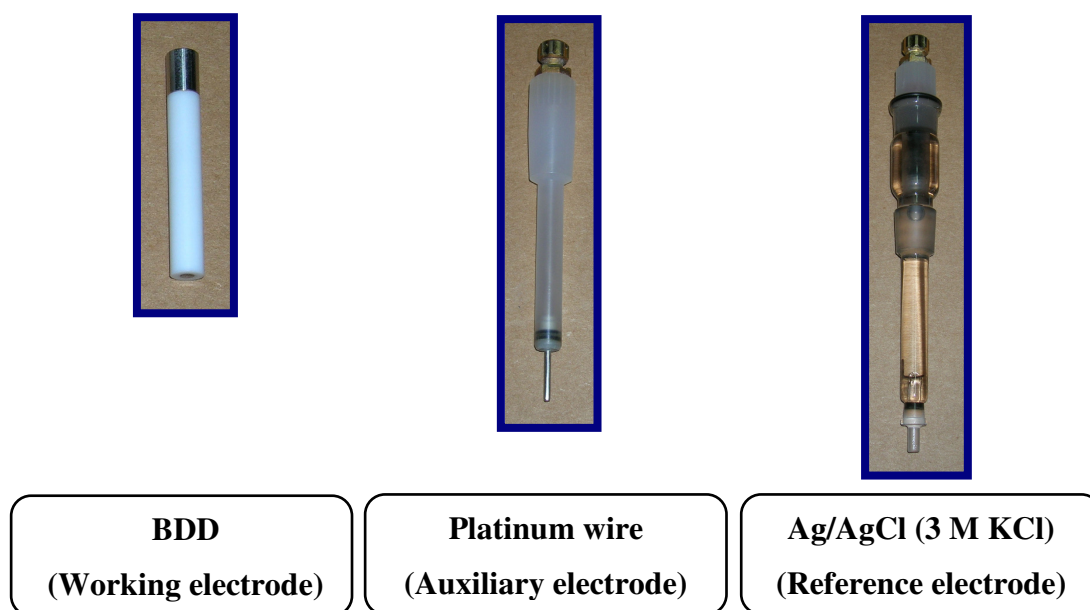 BDD
(Working electrode)
Platinum wire
(Auxiliary electrode)
Ag/AgCl (3 M KCl)
(Reference electrode)